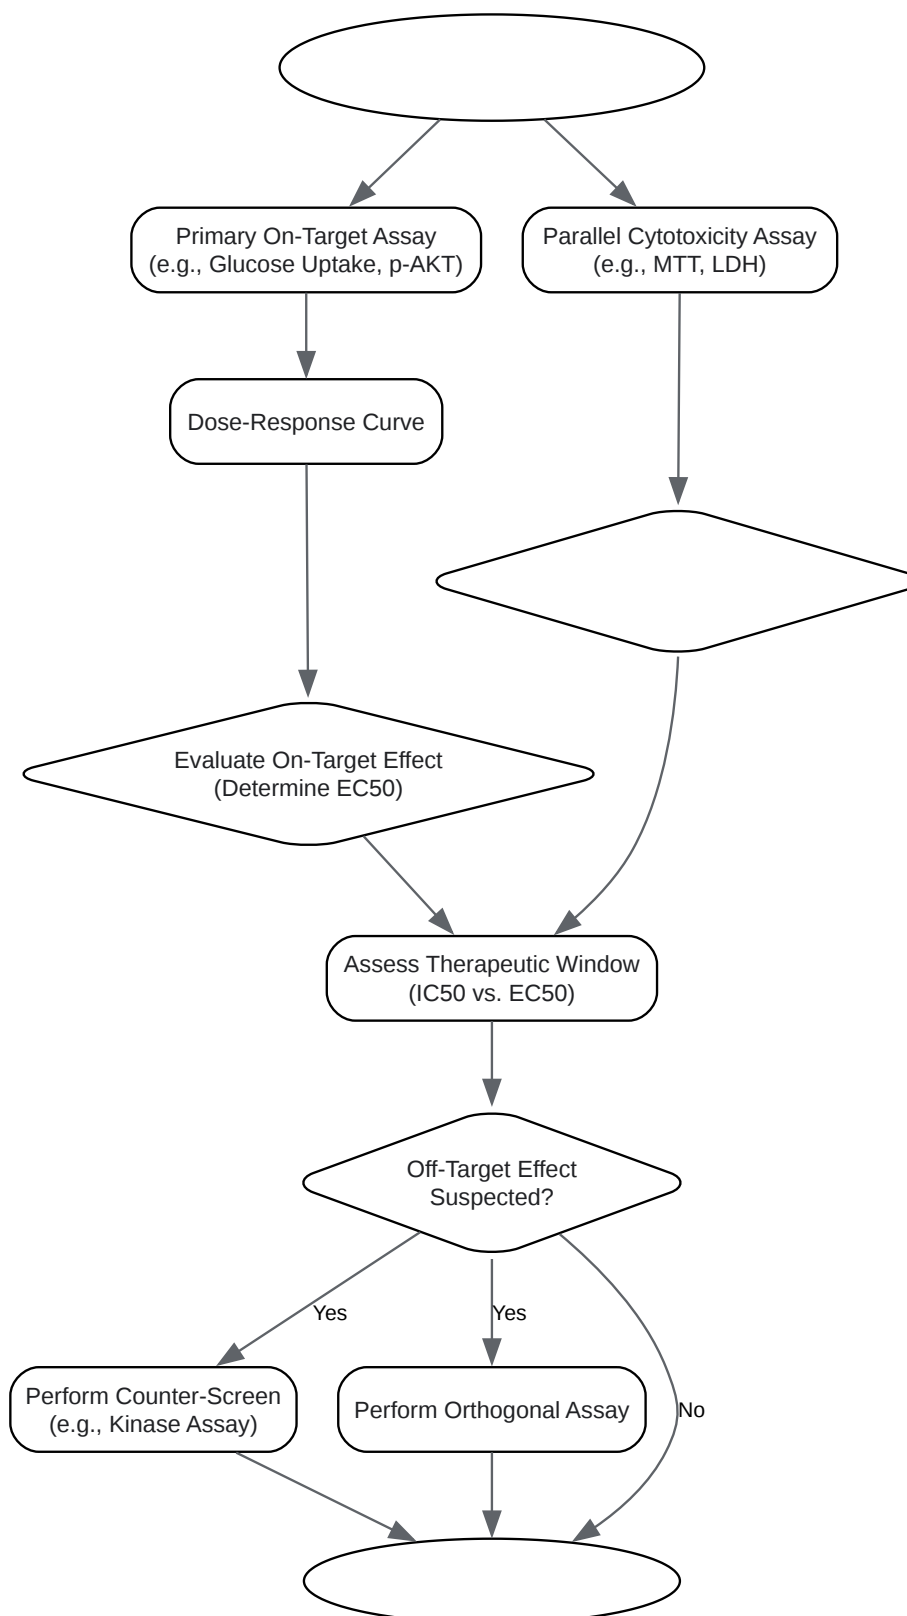 Primary On-Target Assay
(e.g., Glucose Uptake, p-AKT)
Parallel Cytotoxicity Assay
(e.g., MTT, LDH)
Dose-Response Curve
Evaluate On-Target Effect
(Determine EC50)
Assess Therapeutic Window
(IC50 vs. EC50)
Off-Target Effect
Suspected?
Yes
Yes
Perform Counter-Screen
(e.g., Kinase Assay)
Perform Orthogonal Assay
No